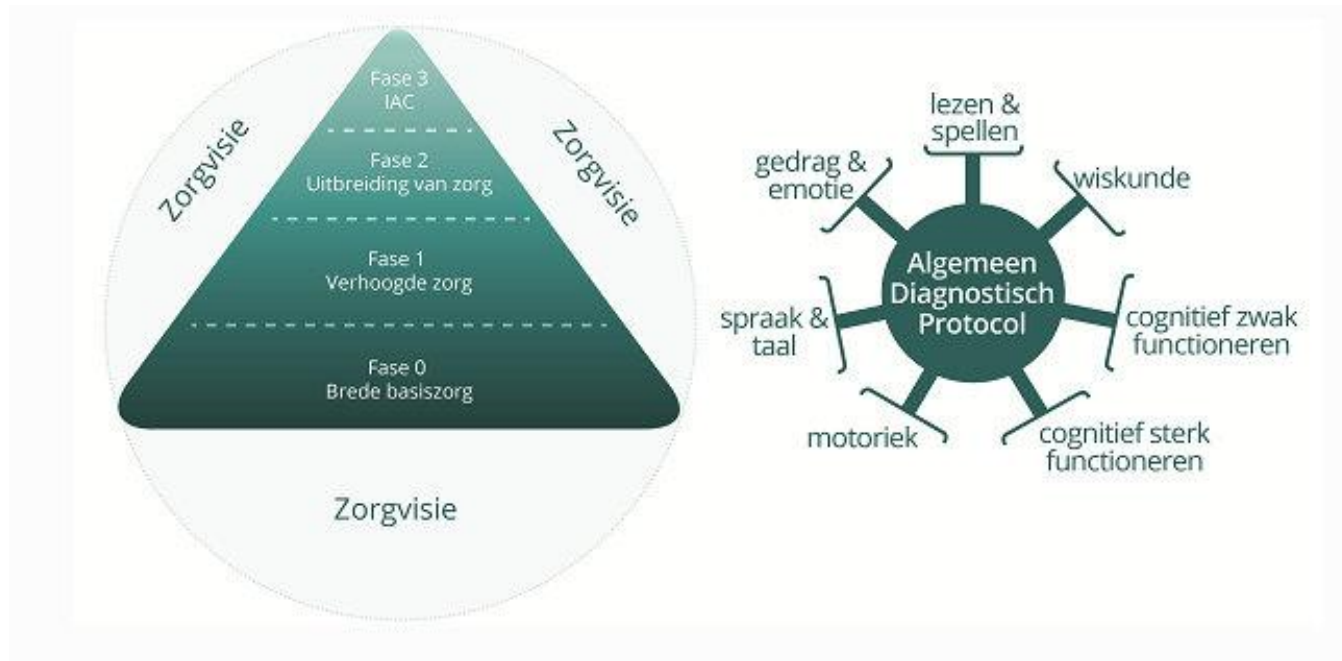 Zorgvisie
Zorgvisie
Fase 3
IAC
Fase 2
Uitbreiding van zorg
Fase 1
Verhoogde zorg
Fase 0
Brede basiszorg
Zorgvisie
lezen &
spellen
gedrag &
emotie
wiskunde
Algemeen
Diagnostisch
Protocol
spraak &
taal
cognitief zwak
functioneren
motoriek
cognitief sterk
functioneren